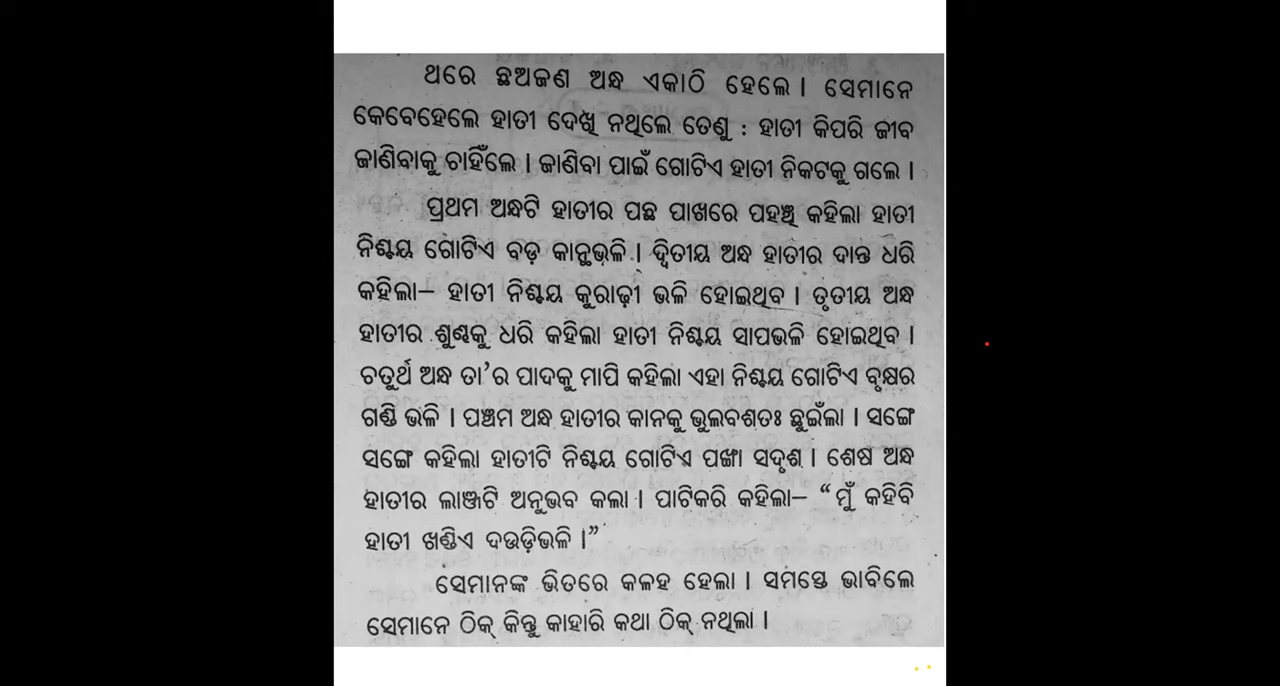 ଥରେ ଛଅଜଣ ଅନ୍ଧ ଏକାଠି ହେଲେ । ସେମାନେ
କେବେହେଲେ ହାତୀ ଦେଖି ନଥିଲେ ତେଣୁ : ହାତୀ କିପରି ଜୀବ
ଜାଣିବାକୁ ଚାହିଁଲେ । ଜାଣିବା ପାଇଁ ଗୋଟିଏ ହାତୀ ନିକଟକୁ ଗଲେ ।
ପ୍ରଥମ ଅନ୍ଧଟି ହାତୀର ପଛ ପାଖରେ ପହଞ୍ଚି କହିଲା ହାତୀ
ନିଶ୍ଚୟ ଗୋଟିଏ ବଡ଼ କାନ୍ଥଭଳି । ଦ୍ୱିତୀୟ ଅନ୍ଧ ହାତୀର ଦାନ୍ତ ଧରି
କହିଲା– ହାତୀ ନିଶ୍ଚୟ କୁରାଢ଼ୀ ଭଳି ହୋଇଥିବ । ତୃତୀୟ ଅନ୍ଧ
ହାତୀର ଶୁଣ୍ଢକୁ ଧରି କହିଲା ହାତୀ ନିଶ୍ଚୟ ସାପଭଳି ହୋଇଥିବ ।
ଚତୁର୍ଥ ଅନ୍ଧ ତା’ର ପାଦକୁ ମାପି କହିଲା ଏହା ନିଶ୍ଚୟ ଗୋଟିଏ ବୃକ୍ଷର
ଗଣ୍ଡି ଭଳି । ପଞ୍ଚମ ଅନ୍ଧ ହାତୀର କାନକୁ ଭୁଲବଶତଃ ଛୁଇଁଲା । ସଙ୍ଗେ
ସଙ୍ଗେ କହିଲା ହାତୀଟି ନିଶ୍ଚୟ ଗୋଟିଏ ପଙ୍ଖା ସଦୃଶ । ଶେଷ ଅନ୍ଧ
ହାତୀର ଲାଞ୍ଜଟି ଅନୁଭବ କଲା । ପାଟିକରି କହିଲା– “ମୁଁ କହିବି
ହାତୀ ଖଣ୍ଡିଏ ଦଉଡ଼ିଭଳି ।”
ସେମାନଙ୍କ ଭିତରେ କଳହ ହେଲା । ସମସ୍ତେ ଭାବିଲେ
ସେମାନେ ଠିକ୍ କିନ୍ତୁ କାହାରି କଥା ଠିକ୍ ନଥିଲା ।